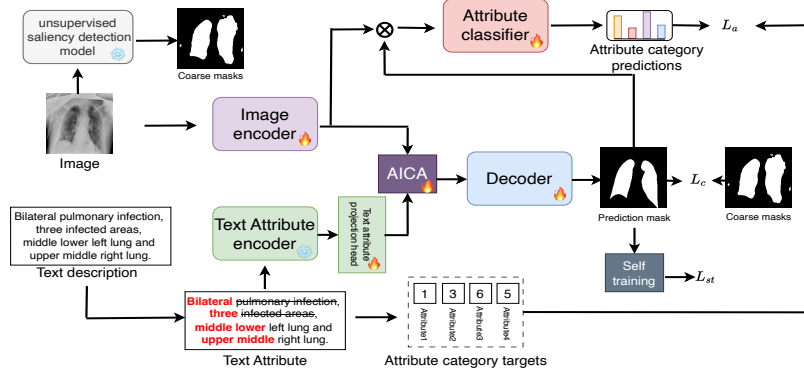 unsupervised
saliency detection
model
Coarse masks
Image
Image
encoder
Attribute
classifier
Attribute category
predictions
L_a
AICA
Decoder
Prediction mask
L_c
Coarse masks
Self
training
L_st
Text Attribute
encoder
Text attribute
projection head
Bilateral pulmonary infection,
three infected areas,
middle lower left lung and
upper middle right lung.
Text description
Bilateral pulmonary infection,
three infected areas,
middle lower left lung and
upper middle right lung.
Text Attribute
1 3 6 5
Attribute1 Attribute2 Attribute3 Attribute4
Attribute category targets